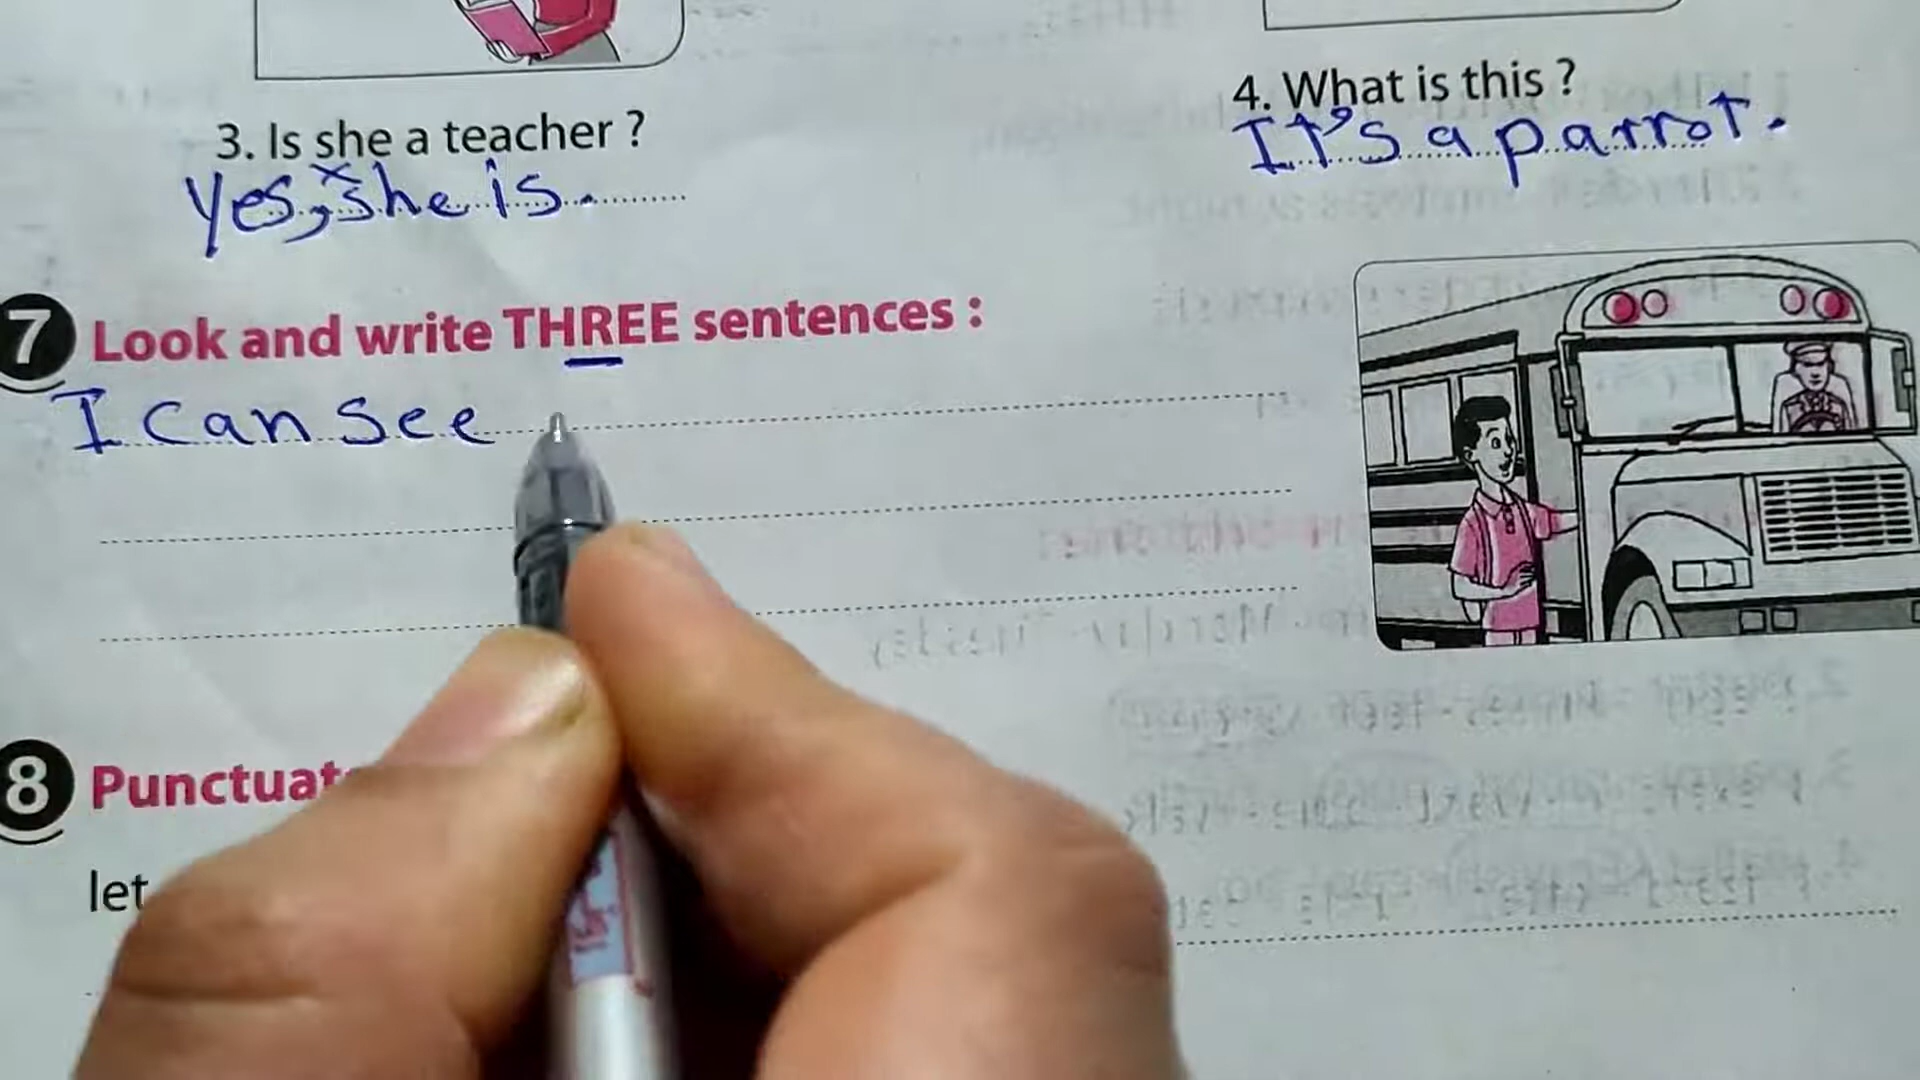 3. Is she a teacher ?
Yes, she is.
4. What is this ?
It's a parrot.
7 Look and write THREE sentences :
I can see
8
let